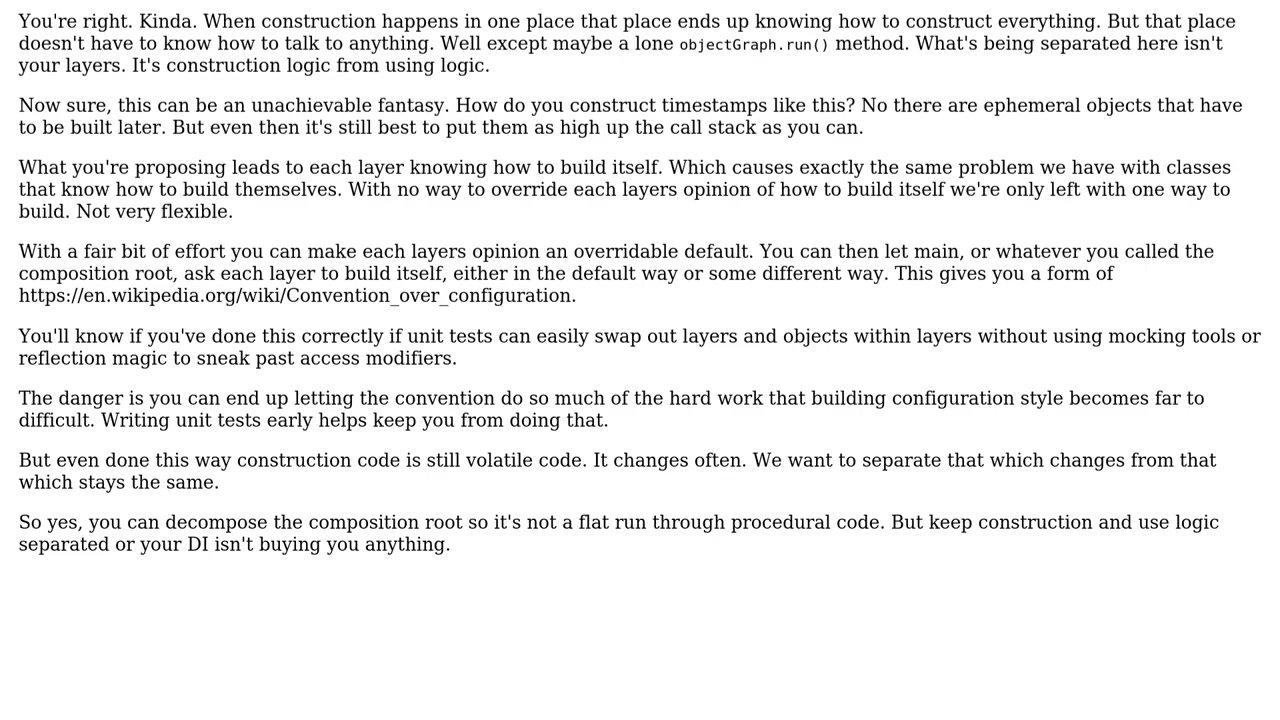 You're right. Kinda. When construction happens in one place that place ends up knowing how to construct everything. But that place
doesn't have to know how to talk to anything. Well except maybe a lone objectGraph.run() method. What's being separated here isn't
your layers. It's construction logic from using logic.
Now sure, this can be an unachievable fantasy. How do you construct timestamps like this? No there are ephemeral objects that have
to be built later. But even then it's still best to put them as high up the call stack as you can.
What you're proposing leads to each layer knowing how to build itself. Which causes exactly the same problem we have with classes
that know how to build themselves. With no way to override each layers opinion of how to build itself we're only left with one way to
build. Not very flexible.
With a fair bit of effort you can make each layers opinion an overridable default. You can then let main, or whatever you called the
composition root, ask each layer to build itself, either in the default way or some different way. This gives you a form of
https://en.wikipedia.org/wiki/Convention_over_configuration.
You'll know if you've done this correctly if unit tests can easily swap out layers and objects within layers without using mocking tools or
reflection magic to sneak past access modifiers.
The danger is you can end up letting the convention do so much of the hard work that building configuration style becomes far to
difficult. Writing unit tests early helps keep you from doing that.
But even done this way construction code is still volatile code. It changes often. We want to separate that which changes from that
which stays the same.
So yes, you can decompose the composition root so it's not a flat run through procedural code. But keep construction and use logic
separated or your DI isn't buying you anything.